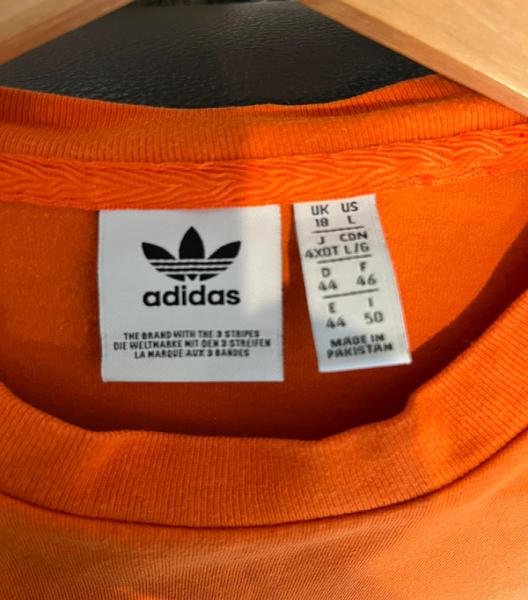 adidas
THE BRAND WITH THE 3 STRIPES
DIE WELTMARKE MIT DEN 3 STREIFEN
LA MARQUE AUX 3 BANDES
UK US
18 L
J CDN
4XOT L/G
D F
44 46
E I
44 50
MADE IN
PAKISTAN